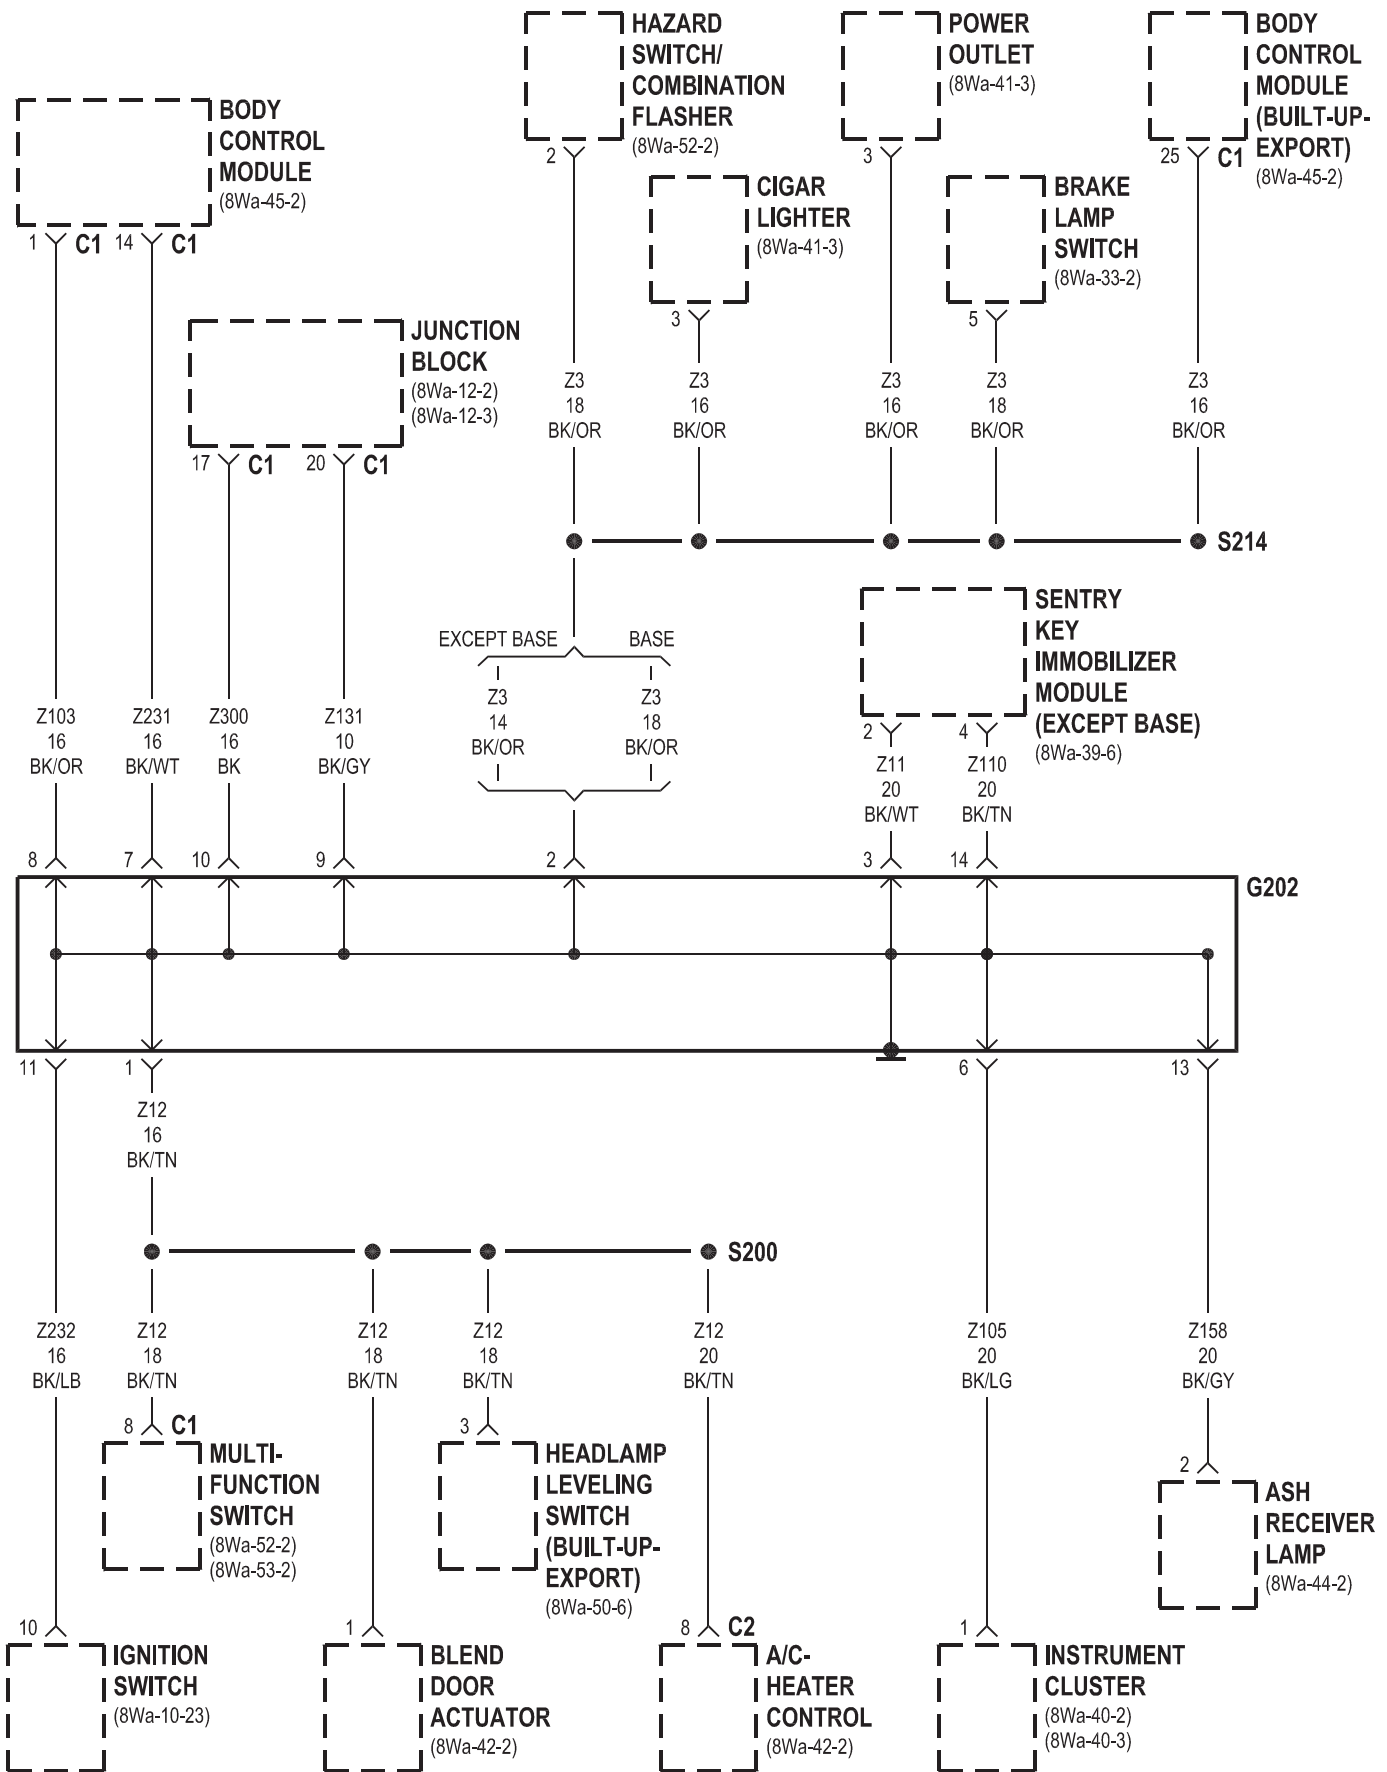 HAZARD
SWITCH/
COMBINATION
FLASHER
(8Wa-52-2)
2
POWER
OUTLET
(8Wa-41-3)
3
BODY
CONTROL
MODULE
(BUILT-UP-
EXPORT)
(8Wa-45-2)
25 C1
BODY
CONTROL
MODULE
(8Wa-45-2)
1 C1 14 C1
CIGAR
LIGHTER
(8Wa-41-3)
3
BRAKE
LAMP
SWITCH
(8Wa-33-2)
5
JUNCTION
BLOCK
(8Wa-12-2)
(8Wa-12-3)
17 C1 20 C1
Z3 Z3 Z3 Z3 Z3
18 16 16 18 16
BK/OR BK/OR BK/OR BK/OR BK/OR
S214
SENTRY
KEY
IMMOBILIZER
MODULE
(EXCEPT BASE)
(8Wa-39-6)
2 4
EXCEPT BASE BASE
Z3 Z3
14 18
BK/OR BK/OR
Z103 Z231 Z300 Z131
16 16 16 10
BK/OR BK/WT BK BK/GY
Z11 Z110
20 20
BK/WT BK/TN
8 7 10 9 2 3 14
G202
11 1 6 13
Z12
16
BK/TN
S200
Z232 Z12 Z12 Z12 Z12 Z105 Z158
16 18 18 18 20 20 20
BK/LB BK/TN BK/TN BK/TN BK/TN BK/LG BK/GY
8 C1
MULTI-
FUNCTION
SWITCH
(8Wa-52-2)
(8Wa-53-2)
3
HEADLAMP
LEVELING
SWITCH
(BUILT-UP-
EXPORT)
(8Wa-50-6)
2
ASH
RECEIVER
LAMP
(8Wa-44-2)
10
IGNITION
SWITCH
(8Wa-10-23)
1
BLEND
DOOR
ACTUATOR
(8Wa-42-2)
8 C2
A/C-
HEATER
CONTROL
(8Wa-42-2)
1
INSTRUMENT
CLUSTER
(8Wa-40-2)
(8Wa-40-3)